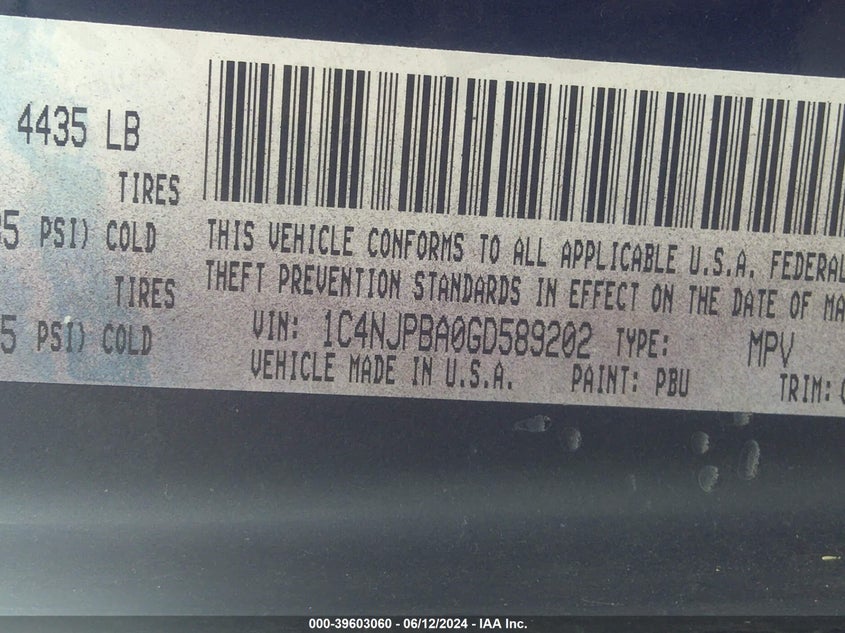 4435 LB
TIRES
5 PSI) COLD
TIRES
5 PSI) COLD
THIS VEHICLE CONFORMS TO ALL APPLICABLE U.S.A. FEDERAL
THEFT PREVENTION STANDARDS IN EFFECT ON THE DATE OF MA
VIN: 1C4NJPBA0GD589202 TYPE: MPV
VEHICLE MADE IN U.S.A. PAINT: PBU TRIM:
000-39603060 - 06/12/2024 - IAA Inc.